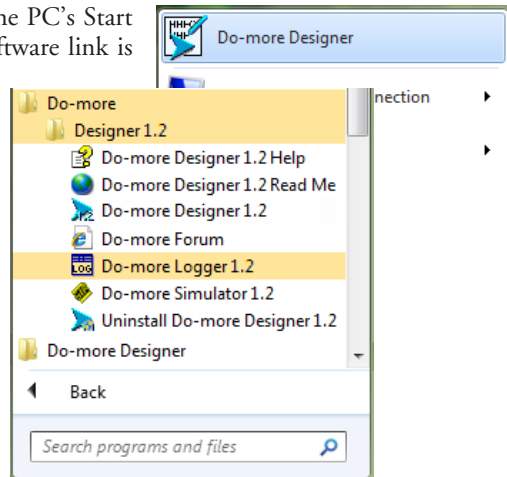 ne PC’s Start
ftware link is
Do-more Designer
nection
Do-more
Designer 1.2
Do-more Designer 1.2 Help
Do-more Designer 1.2 Read Me
Do-more Designer 1.2
Do-more Forum
LOG Do-more Logger 1.2
Do-more Simulator 1.2
Uninstall Do-more Designer 1.2
Do-more Designer
Back
Search programs and files